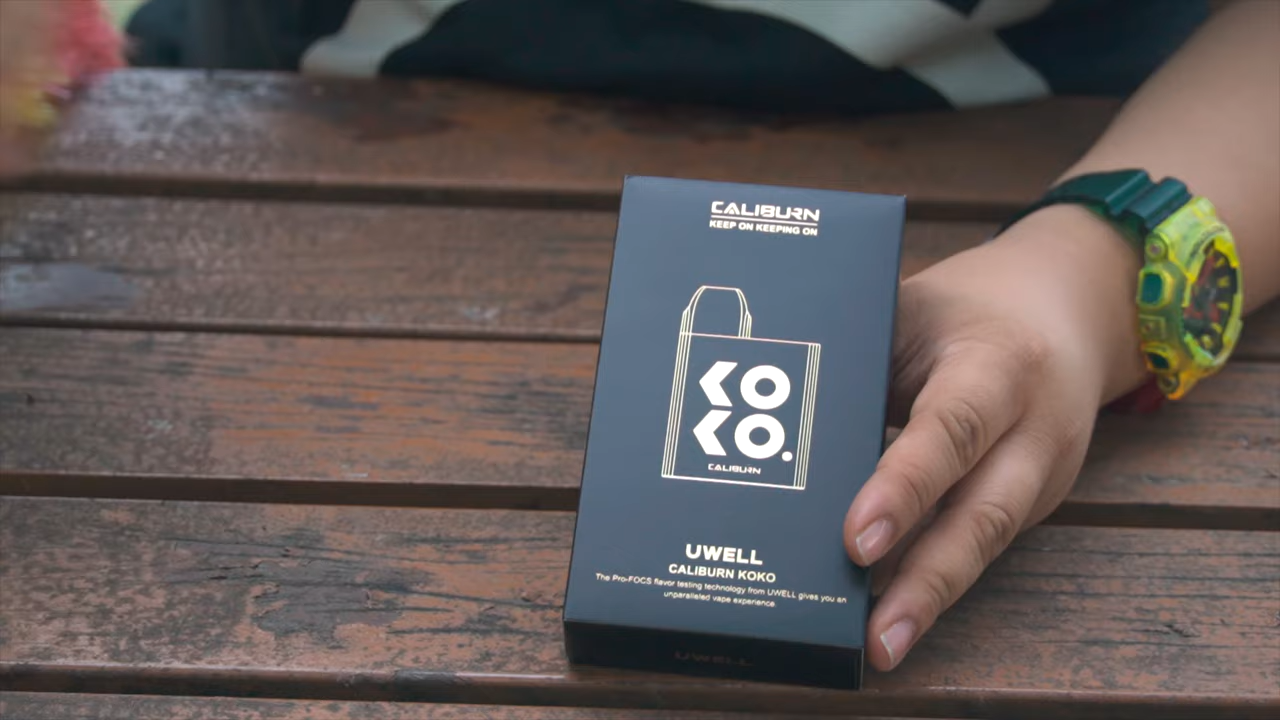 CALIBURN
KEEP ON KEEPING ON
KO
KO.
CALIBURN
UWELL
CALIBURN KOKO
The Pro-FOCS flavor testing technology from UWELL gives you an
unparalleled vape experience.
UWELL